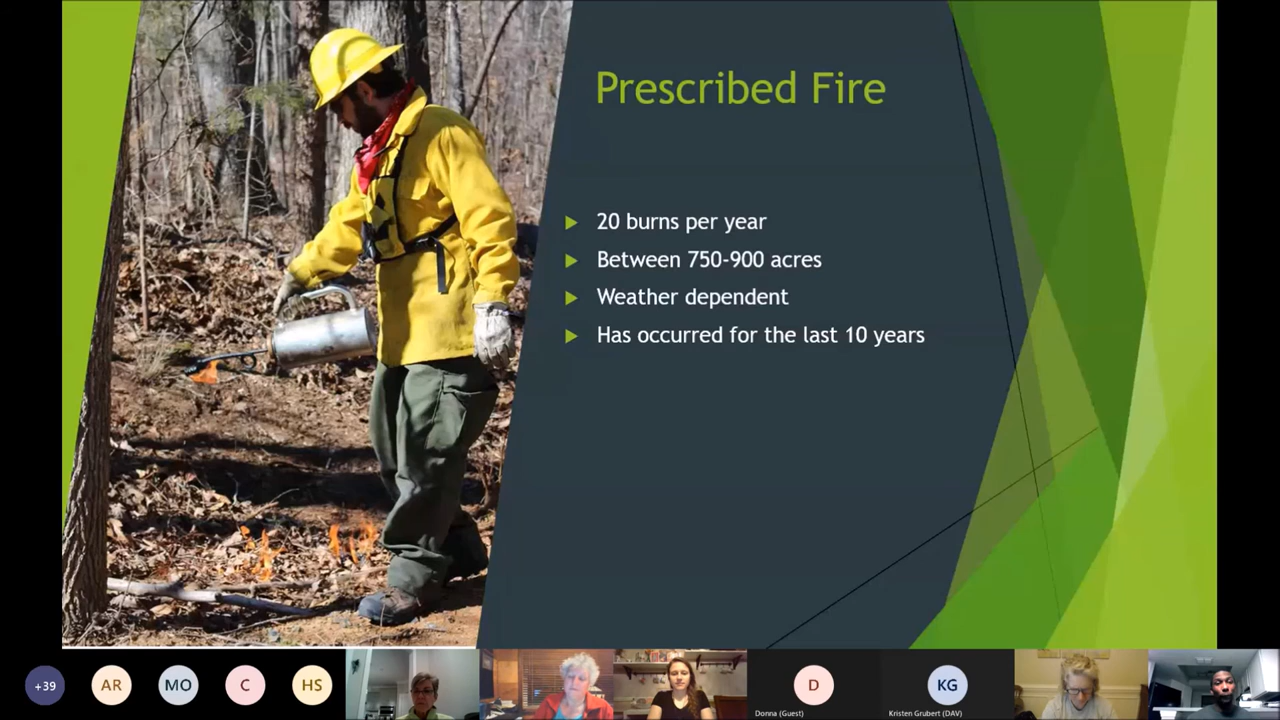 Prescribed Fire
20 burns per year
Between 750-900 acres
Weather dependent
Has occurred for the last 10 years
+39
AR
MO
C
HS
D
KG
Donna (Guest)
Kristen Grubert (DAV)